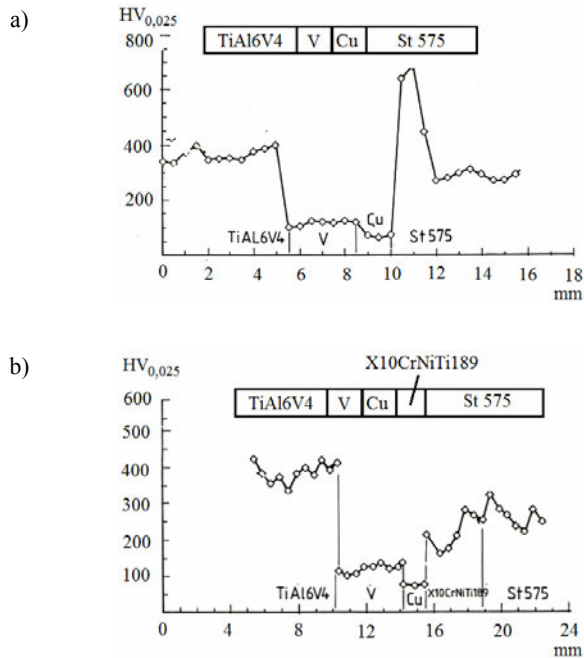 a)
HV0,025
TiAl6V4 V Cu St 575
800
600
400
200
TiAL6V4 V Cu St575
0 2 4 6 8 10 12 14 16 18
mm
b)
X10CrNiTi189
HV0,025
TiAl6V4 V Cu St 575
600
500
400
300
200
100
TiAl6V4 V Cu X10CrNiTi189 St575
0 4 8 12 16 20 24
mm